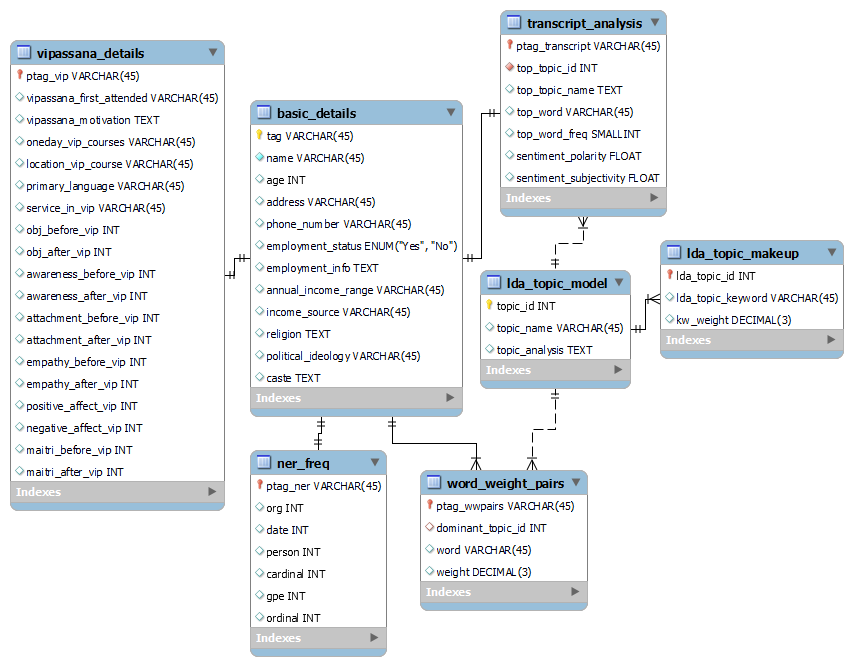 vipassana_details
ptag_vip VARCHAR(45)
vipassana_first_attended VARCHAR(45)
vipassana_motivation TEXT
oneday_vip_courses VARCHAR(45)
location_vip_course VARCHAR(45)
primary_language VARCHAR(45)
service_in_vip VARCHAR(45)
obj_before_vip INT
obj_after_vip INT
awareness_before_vip INT
awareness_after_vip INT
attachment_before_vip INT
attachment_after_vip INT
empathy_before_vip INT
empathy_after_vip INT
positive_affect_vip INT
negative_affect_vip INT
maitri_before_vip INT
maitri_after_vip INT
Indexes
basic_details
tag VARCHAR(45)
name VARCHAR(45)
age INT
address VARCHAR(45)
phone_number VARCHAR(45)
employment_status ENUM("Yes", "No")
employment_info TEXT
annual_income_range VARCHAR(45)
income_source VARCHAR(45)
religion TEXT
political_ideology VARCHAR(45)
caste TEXT
Indexes
transcript_analysis
ptag_transcript VARCHAR(45)
top_topic_id INT
top_topic_name TEXT
top_word VARCHAR(45)
top_word_freq SMALLINT
sentiment_polarity FLOAT
sentiment_subjectivity FLOAT
Indexes
lda_topic_model
topic_id INT
topic_name VARCHAR(45)
topic_analysis TEXT
Indexes
lda_topic_makeup
lda_topic_id INT
lda_topic_keyword VARCHAR(45)
kw_weight DECIMAL(3)
Indexes
ner_freq
ptag_ner VARCHAR(45)
org INT
date INT
person INT
cardinal INT
gpe INT
ordinal INT
Indexes
word_weight_pairs
ptag_wwpairs VARCHAR(45)
dominant_topic_id INT
word VARCHAR(45)
weight DECIMAL(3)
Indexes